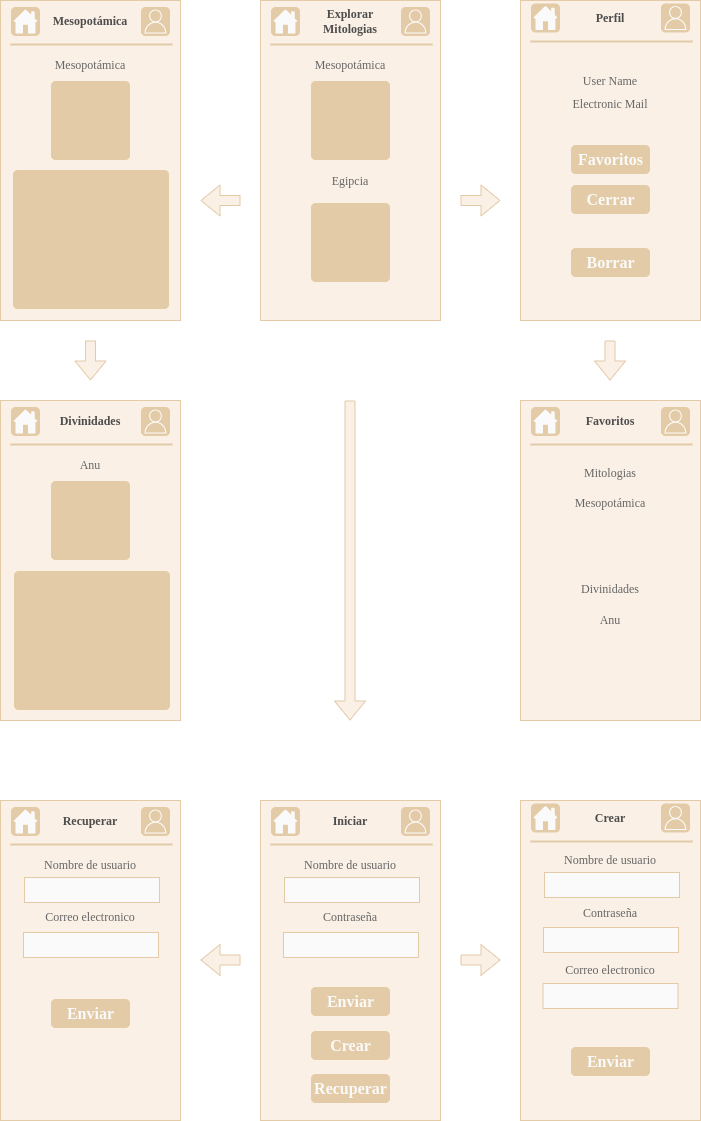 Mesopotámica
Mesopotámica
Explorar
Mitologias
Mesopotámica
Egipcia
Perfil
User Name
Electronic Mail
Favoritos
Cerrar
Borrar
Divinidades
Anu
Favoritos
Mitologias
Mesopotámica
Divinidades
Anu
Recuperar
Nombre de usuario
Correo electronico
Enviar
Iniciar
Nombre de usuario
Contraseña
Enviar
Crear
Recuperar
Crear
Nombre de usuario
Contraseña
Correo electronico
Enviar